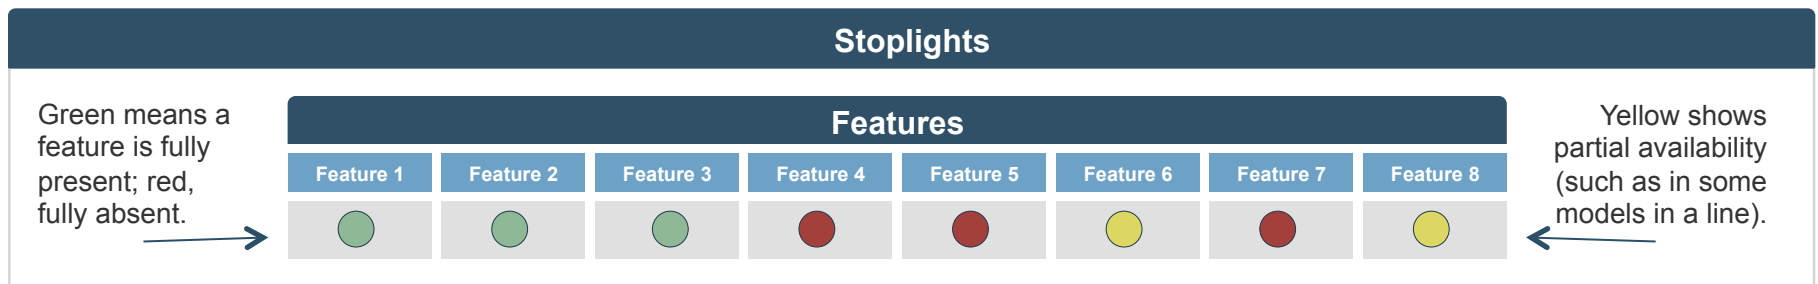 Stoplights
Green means a
feature is fully
present; red,
fully absent.
Features
Feature 1
Feature 2
Feature 3
Feature 4
Feature 5
Feature 6
Feature 7
Feature 8
Yellow shows
partial availability
(such as in some
models in a line).